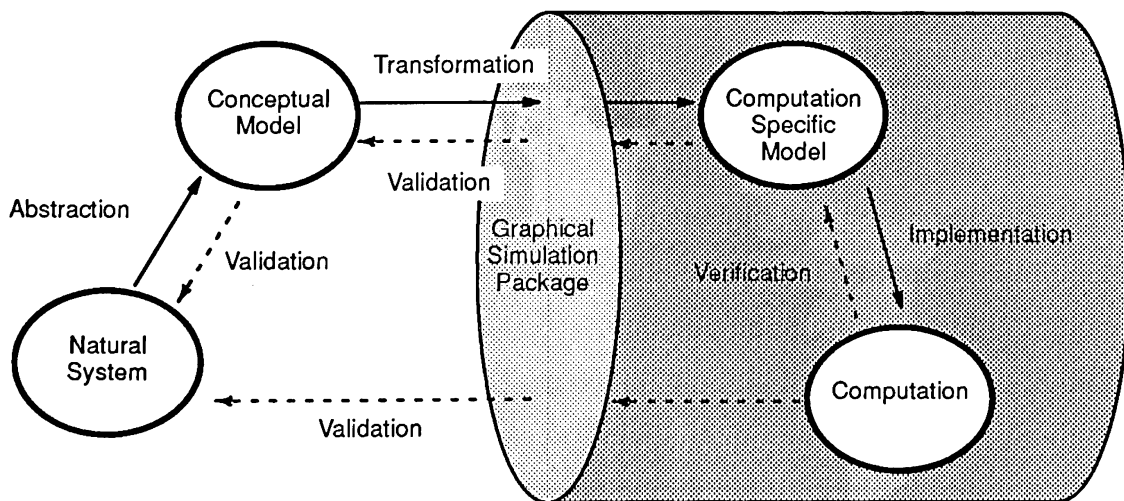 Transformation
Conceptual
Model
Computation
Specific
Model
Validation
Abstraction
Graphical
Simulation
Package
Implementation
Validation
Verification
Natural
System
Computation
Validation